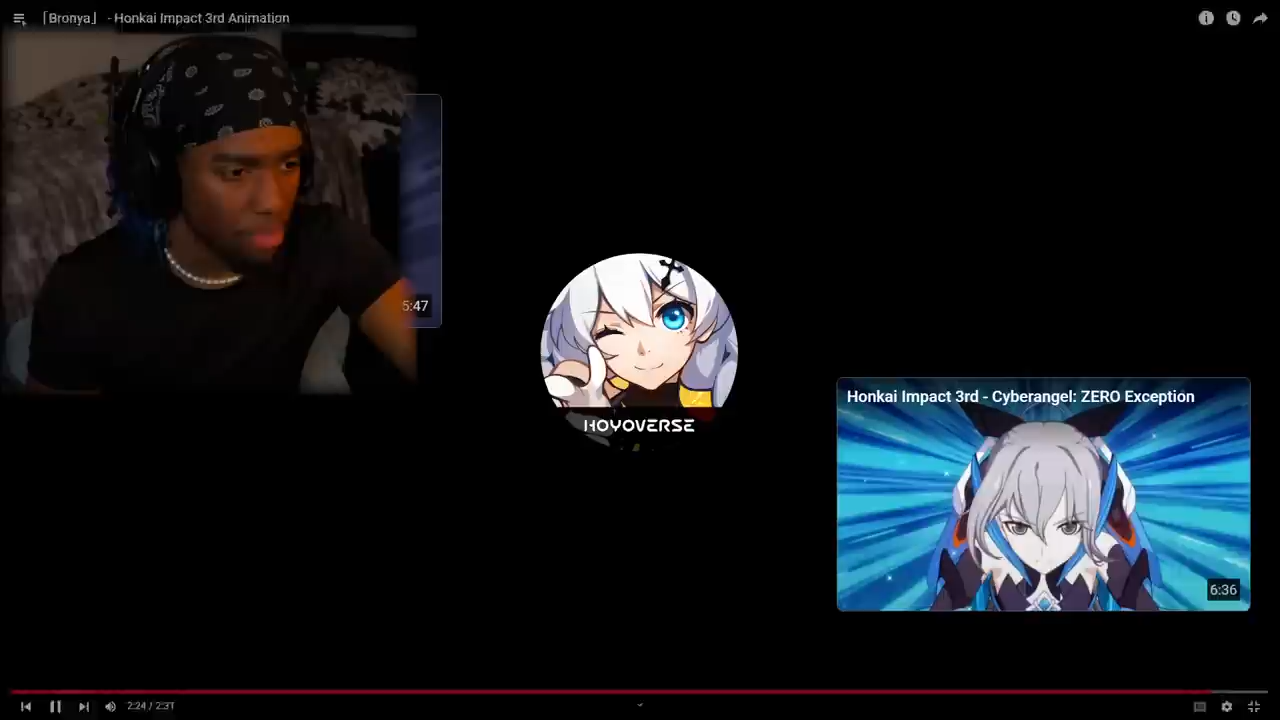 「Bronya」 - Honkai Impact 3rd Animation
5:47
HOYOVERSE
Honkai Impact 3rd - Cyberangel: ZERO Exception
6:36
2:24 / 2:31